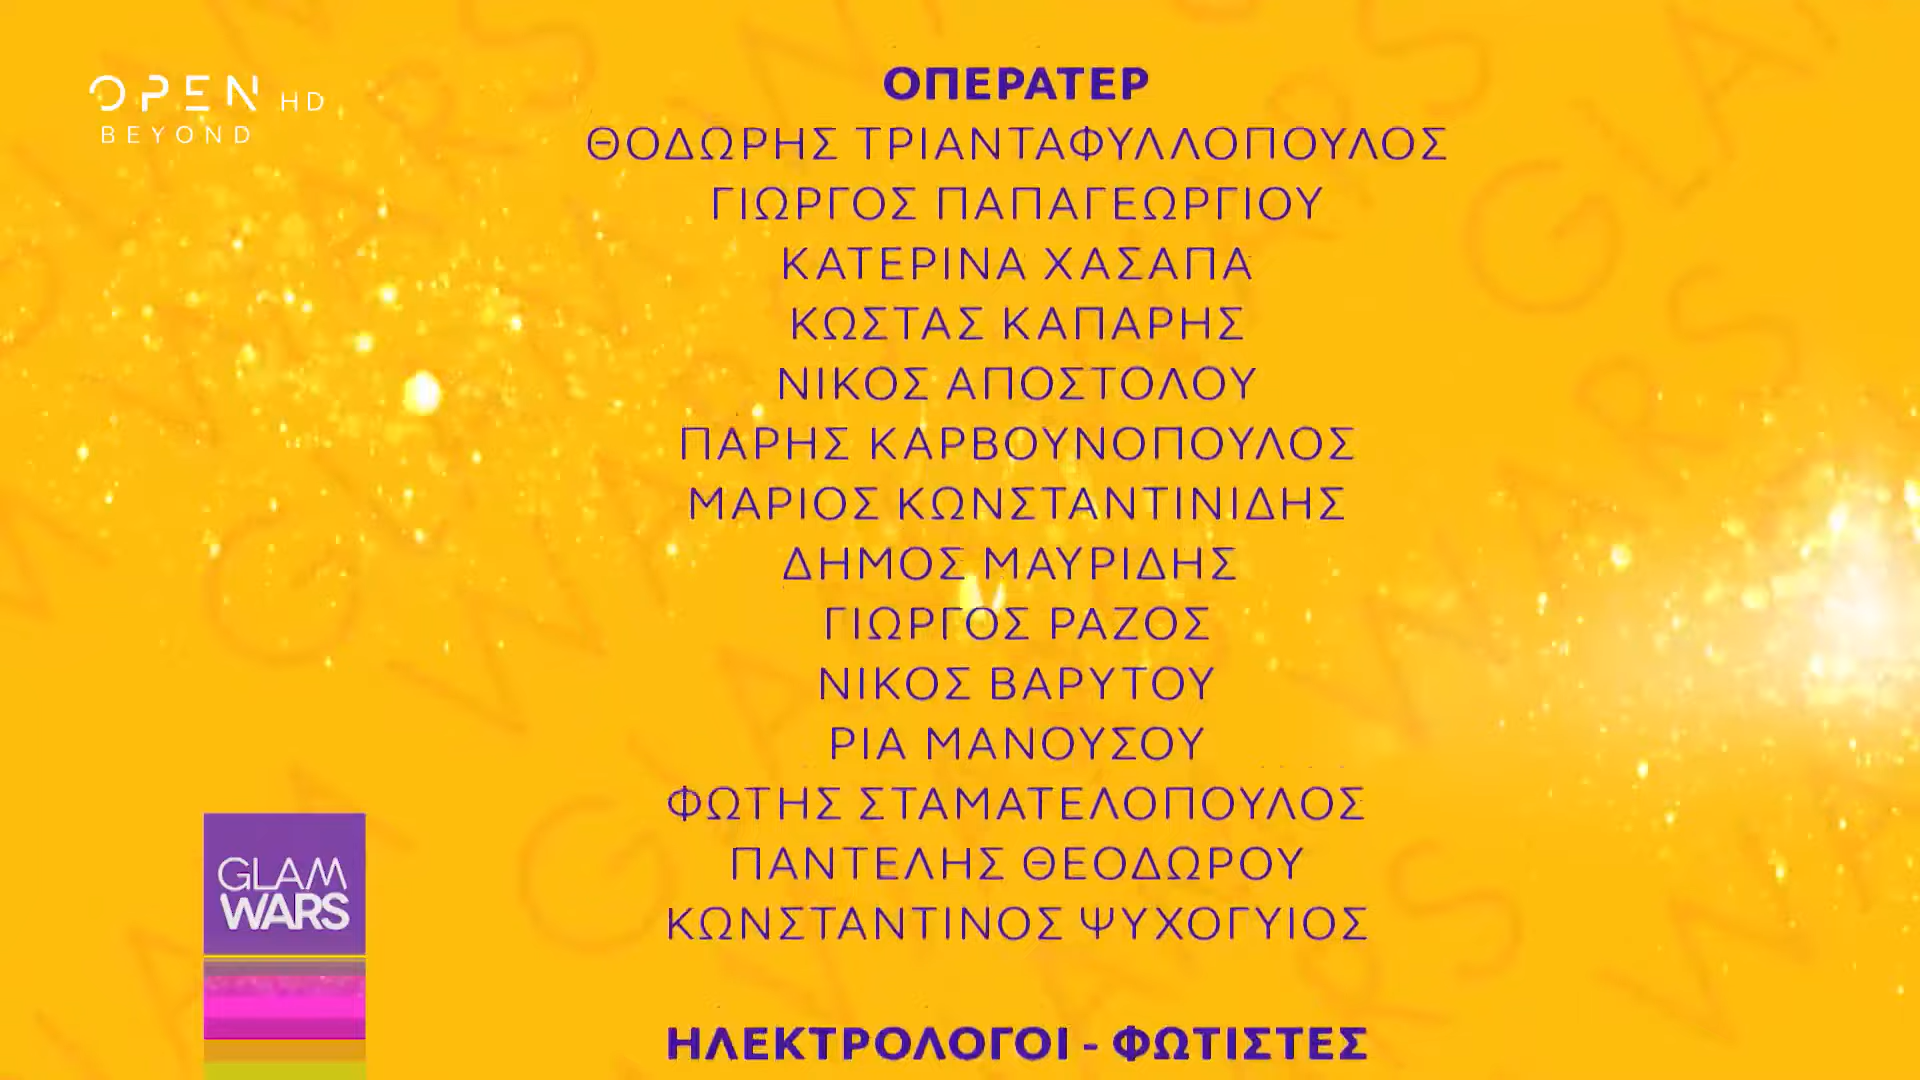 OPEN HD
BEYOND
ΟΠΕΡΑΤΕΡ
ΘΟΔΩΡΗΣ ΤΡΙΑΝΤΑΦΥΛΛΟΠΟΥΛΟΣ
ΓΙΩΡΓΟΣ ΠΑΠΑΓΕΩΡΓΙΟΥ
ΚΑΤΕΡΙΝΑ ΧΑΣΑΠΑ
ΚΩΣΤΑΣ ΚΑΠΑΡΗΣ
ΝΙΚΟΣ ΑΠΟΣΤΟΛΟΥ
ΠΑΡΗΣ ΚΑΡΒΟΥΝΟΠΟΥΛΟΣ
ΜΑΡΙΟΣ ΚΩΝΣΤΑΝΤΙΝΙΔΗΣ
ΔΗΜΟΣ ΜΑΥΡΙΔΗΣ
ΓΙΩΡΓΟΣ ΡΑΖΟΣ
ΝΙΚΟΣ ΒΑΡΥΤΟΥ
ΡΙΑ ΜΑΝΟΥΣΟΥ
ΦΩΤΗΣ ΣΤΑΜΑΤΕΛΟΠΟΥΛΟΣ
ΠΑΝΤΕΛΗΣ ΘΕΟΔΩΡΟΥ
ΚΩΝΣΤΑΝΤΙΝΟΣ ΨΥΧΟΓΥΙΟΣ
ΗΛΕΚΤΡΟΛΟΓΟΙ - ΦΩΤΙΣΤΕΣ
GLAM
WARS